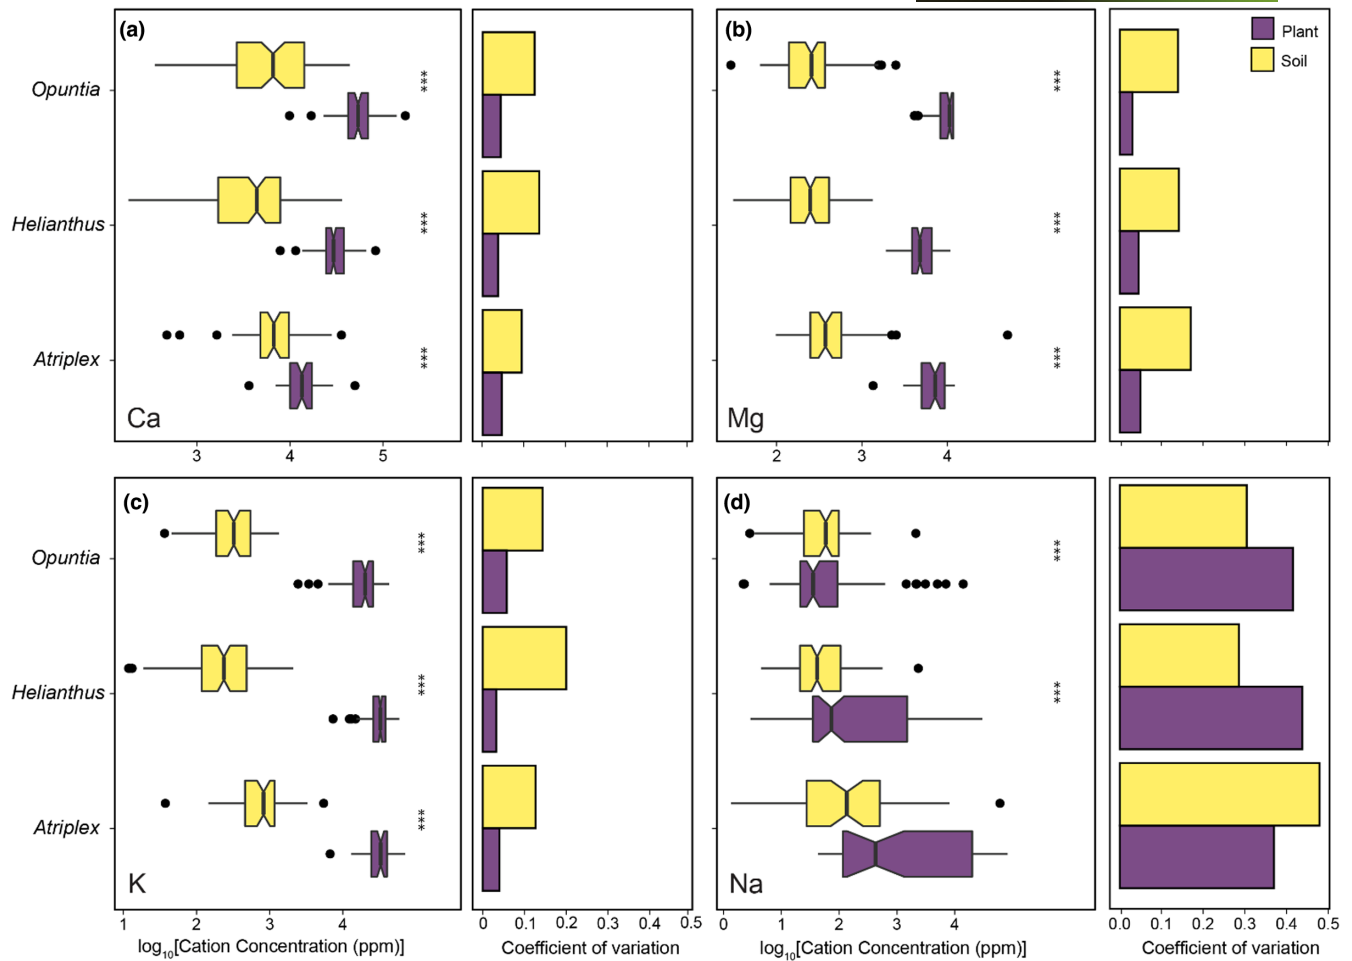 (a)
Opuntia
***
Helianthus
***
Atriplex
***
Ca
3 4 5
(b)
Plant
Soil
***
***
***
Mg
2 3 4
(c)
Opuntia
***
Helianthus
***
Atriplex
***
K
1 2 3 4
log10[Cation Concentration (ppm)]
0 0.1 0.2 0.3 0.4 0.5
Coefficient of variation
(d)
***
***
Na
0 1 2 3 4
log10[Cation Concentration (ppm)]
0.0 0.1 0.2 0.3 0.4 0.5
Coefficient of variation